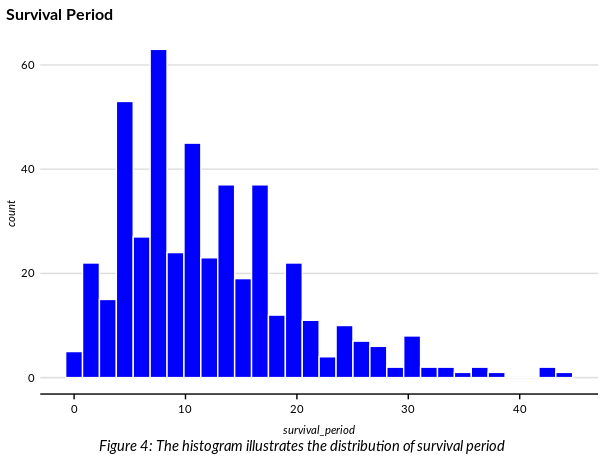 Survival Period
60
40
20
0
count
0 10 20 30 40
survival_period
Figure 4: The histogram illustrates the distribution of survival period